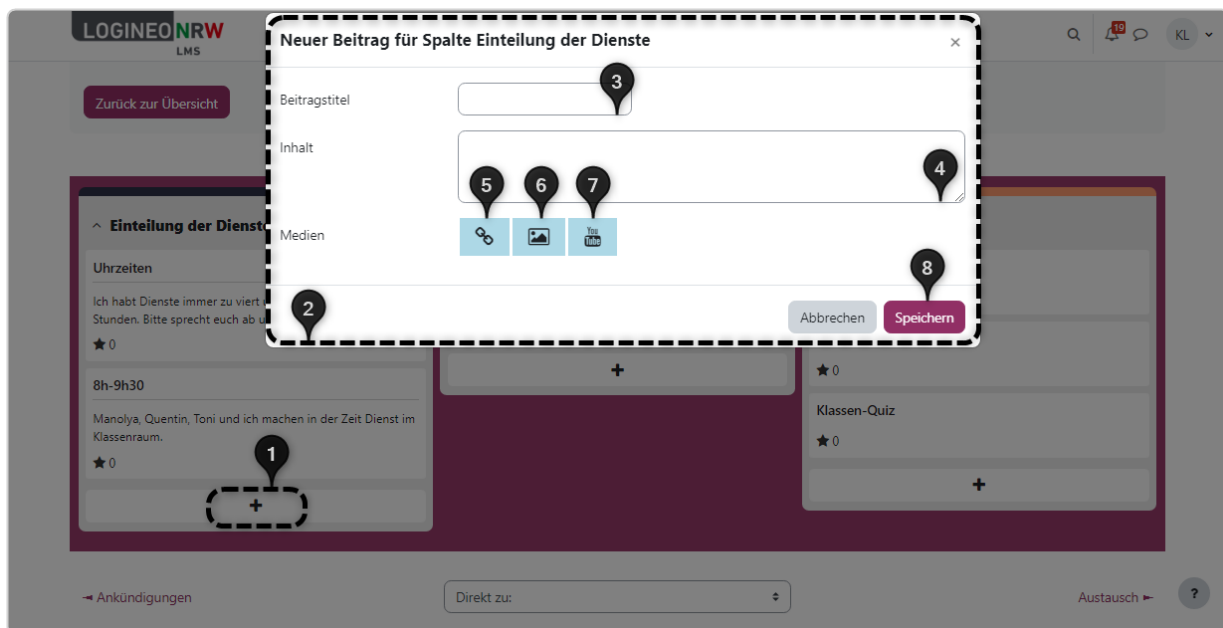 LOGINEO NRW
LMS
19
KL
Zurück zur Übersicht
Neuer Beitrag für Spalte Einteilung der Dienste
×
Beitragstitel
3
Inhalt
4
5
6
7
Medien
You
Tube
8
2
Abbrechen
Speichern
Einteilung der Dienste
Uhrzeiten
Ich habt Dienste immer zu viert
Stunden. Bitte sprecht euch ab
0
8h-9h30
Manolya, Quentin, Toni und ich machen in der Zeit Dienst im
Klassenraum.
0
1
+
+
0
Klassen-Quiz
0
+
Ankündigungen
Direkt zu:
Austausch
?